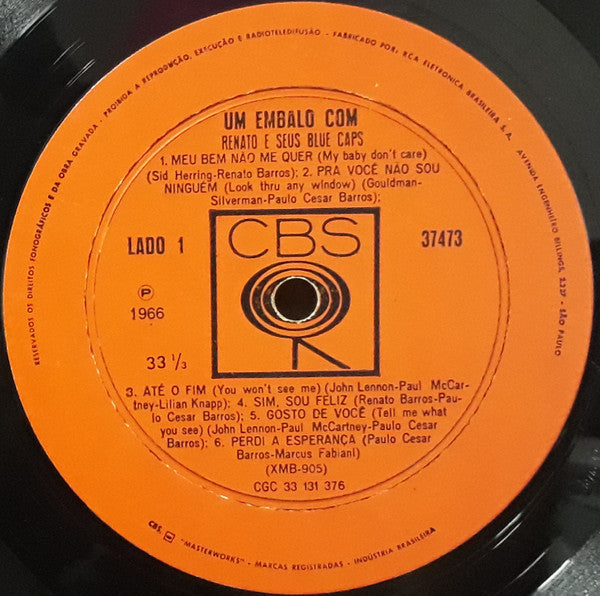 RESERVADOS OS DIREITOS FONOGRÁFICOS E DA OBRA GRAVADA - PROIBIDA A REPRODUÇÃO, EXECUÇÃO E RADIOTELEDIFUSÃO - FABRICADO POR: RCA ELETRONICA BRASILEIRA S.A. AVENIDA ENGENHEIRO BILLINGS, 2227 - SÃO PAULO
UM EMBALO COM
RENATO E SEUS BLUE CAPS
1. MEU BEM NÃO ME QUER (My baby don't care)
(Sid Herring-Renato Barros); 2. PRA VOCÊ NÃO SOU
NINGUÉM (Look thru any window) (Gouldman-
Silverman-Paulo Cesar Barros);
LADO 1
CBS
37473
P
1966
33 1/3
3. ATÉ O FIM (You won't see me) (John Lennon-Paul McCar-
tney-Lilian Knapp); 4. SIM, SOU FELIZ (Renato Barros-Pau-
lo Cesar Barros); 5. GOSTO DE VOCÊ (Tell me what
you see) (John Lennon-Paul McCartney-Paulo Cesar
Barros); 6. PERDI A ESPERANÇA (Paulo Cesar
Barros-Marcus Fabiani)
(XMB-905)
CGC 33 131 376
CBS, "MASTERWORKS" - MARCAS REGISTRADAS - INDÚSTRIA BRASILEIRA